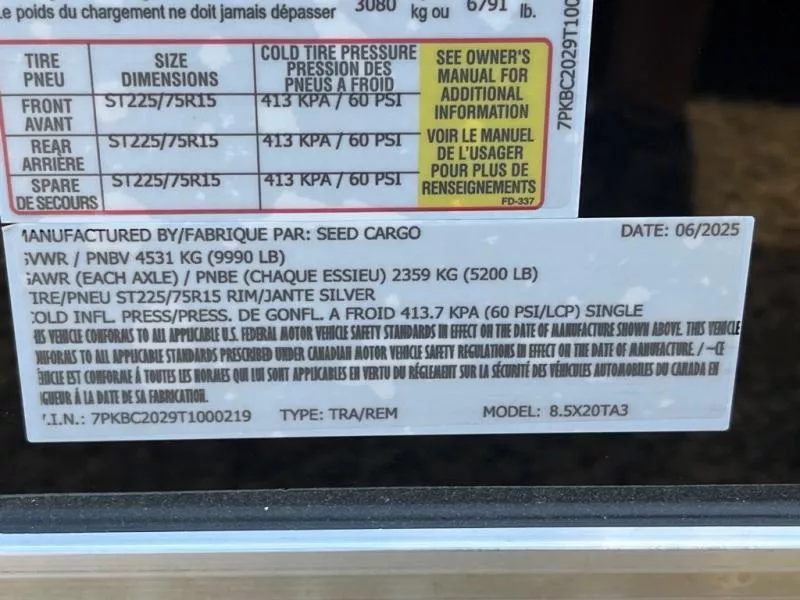 le poids du chargement ne doit jamais dépasser 3080 kg ou 6791 lb.
TIRE PNEU SIZE DIMENSIONS COLD TIRE PRESSURE PRESSION DES PNEUS A FROID
FRONT AVANT ST225/75R15 413 KPA / 60 PSI
REAR ARRIÈRE ST225/75R15 413 KPA / 60 PSI
SPARE DE SECOURS ST225/75R15 413 KPA / 60 PSI
SEE OWNER'S
MANUAL FOR
ADDITIONAL
INFORMATION
VOIR LE MANUEL
DE L'USAGER
POUR PLUS DE
RENSEIGNEMENTS
FD-337
7PKBC2029T100
MANUFACTURED BY/FABRIQUE PAR: SEED CARGO DATE: 06/2025
GVWR / PNBV 4531 KG (9990 LB)
GAWR (EACH AXLE) / PNBE (CHAQUE ESSIEU) 2359 KG (5200 LB)
TIRE/PNEU ST225/75R15 RIM/JANTE SILVER
COLD INFL. PRESS/PRESS. DE GONFL. A FROID 413.7 KPA (60 PSI/LCP) SINGLE
THIS VEHICLE CONFORMS TO ALL APPLICABLE U.S. FEDERAL MOTOR VEHICLE SAFETY STANDARDS IN EFFECT ON THE DATE OF MANUFACTURE SHOWN ABOVE. THIS VEHICLE
CONFORMS TO ALL APPLICABLE STANDARDS PRESCRIBED UNDER CANADIAN MOTOR VEHICLE SAFETY REGULATIONS IN EFFECT ON THE DATE OF MANUFACTURE. / ~CE
VÉHICLE EST CONFORME À TOUTES LES NORMES QUI LUI SONT APPLICABLES EN VERTU DU RÉGLEMENT SUR LA SÉCURITÉ DES VÉHICULES AUTOMOBILES DU CANADA EN
VIGUEUR À LA DATE DE SA FABRICATION.
V.I.N.: 7PKBC2029T1000219 TYPE: TRA/REM MODEL: 8.5X20TA3